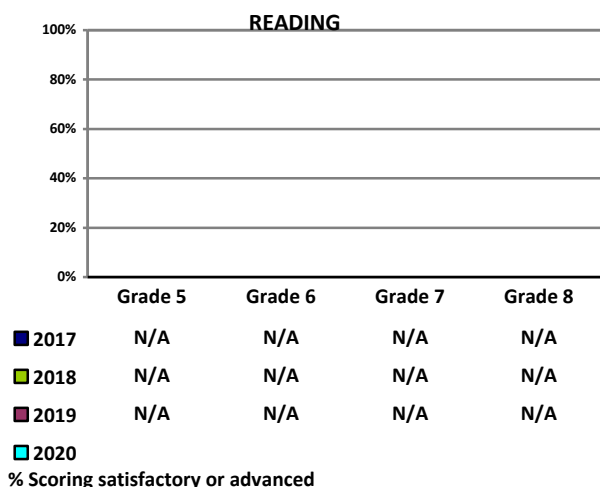 READING
100%
80%
60%
40%
20%
0%
Grade 5 Grade 6 Grade 7 Grade 8
2017 N/A N/A N/A N/A
2018 N/A N/A N/A N/A
2019 N/A N/A N/A N/A
2020
% Scoring satisfactory or advanced